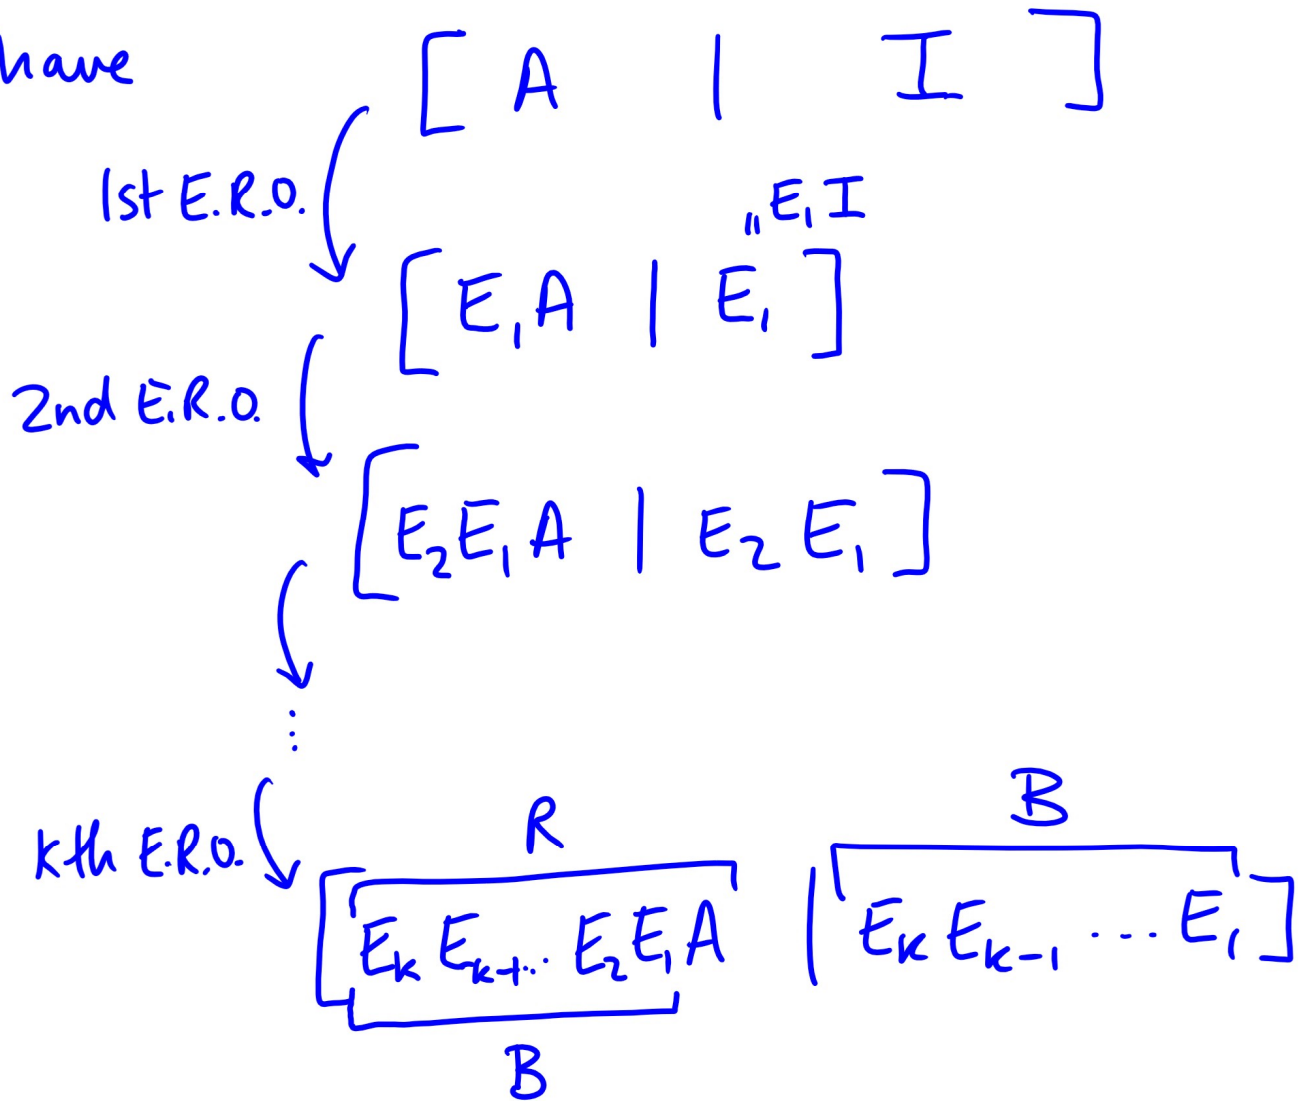 have [ A | I ]
1st E.R.O.
" E₁I
[ E₁A | E₁ ]
2nd E.R.O.
[ E₂E₁A | E₂E₁ ]
⋮
R B
kth E.R.O. [ EₖEₖ₋₁... E₂E₁A | EₖEₖ₋₁ ... E₁ ]
B